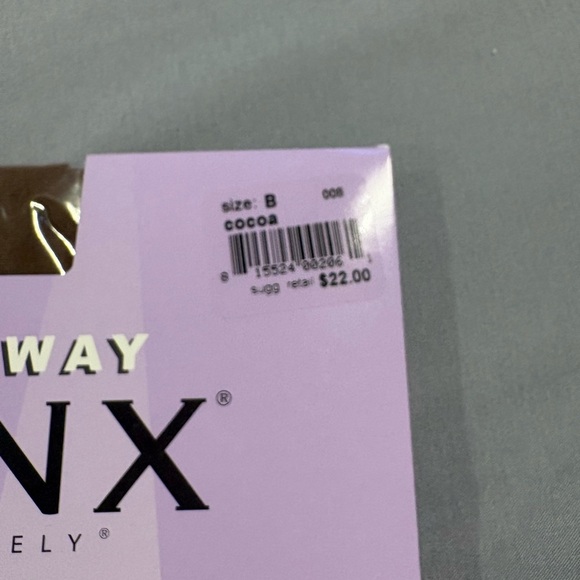 size: B 008
cocoa
8 15524 00206 1
sugg retail $22.00
WAY
NX®
ELY®